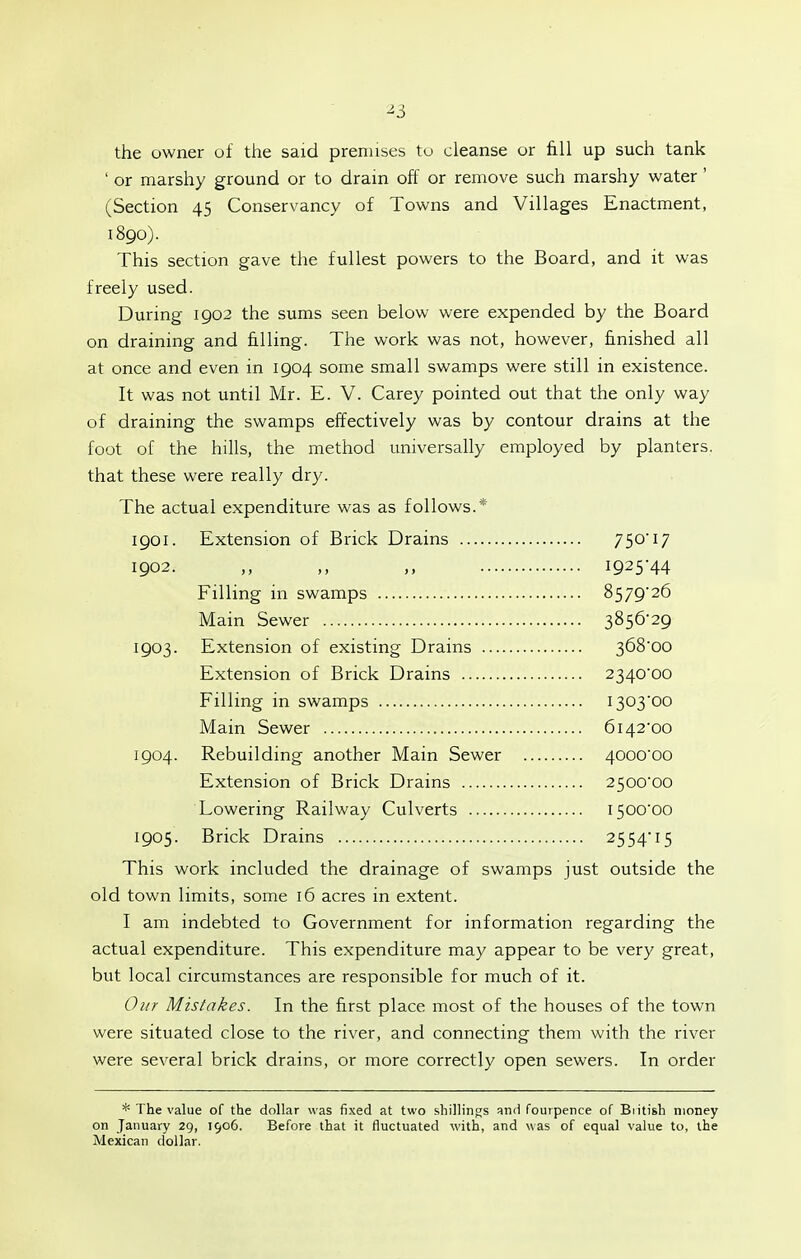 23
the owner of the said premises to cleanse or fill up such tank
‘ or marshy ground or to drain off or remove such marshy water ’
(Section 45 Conservancy of Towns and Villages Enactment,
1890).
This section gave the fullest powers to the Board, and it was
freely used.
During 1902 the sums seen below were expended by the Board
on draining and filling. The work was not, however, finished all
at once and even in 1904 some small swamps were still in existence.
It was not until Mr. E. V. Carey pointed out that the only way
of draining the swamps effectively was by contour drains at the
foot of the hills, the method universally employed by planters.
that these were really dry.
The actual expenditure was as follows.*
1901. Extension of Brick Drains .................. 750·17
1902. ,, ,, ,, ............... 1925·44
Filling in swamps .............................. 8579·26
Main Sewer ...................................... 3856·29
1903. Extension of existing Drains ............... 368·00
Extension of Brick Drains .................. 2340·00
Filling in swamps .............................. 1303·00
Main Sewer ...................................... 6142·00
1904. Rebuilding another Main Sewer ......... 4000·00
Extension of Brick Drains .................. 2500·00
Lowering Railway Culverts ................. 1500·00
1905. Brick Drains .................................... 2554·15
This work included the drainage of swamps just outside the
old town limits, some 16 acres in extent.
I am indebted to Government for information regarding the
actual expenditure. This expenditure may appear to be very great,
but local circumstances are responsible for much of it.
Our Mistakes. In the first place most of the houses of the town
were situated close to the river, and connecting them with the river
were several brick drains, or more correctly open sewers. In order
* The value of the dollar was fixed at two shillings and fourpence of British money
on January 29, 1906. Before that it fluctuated with, and was of equal value to, the
Mexican dollar.